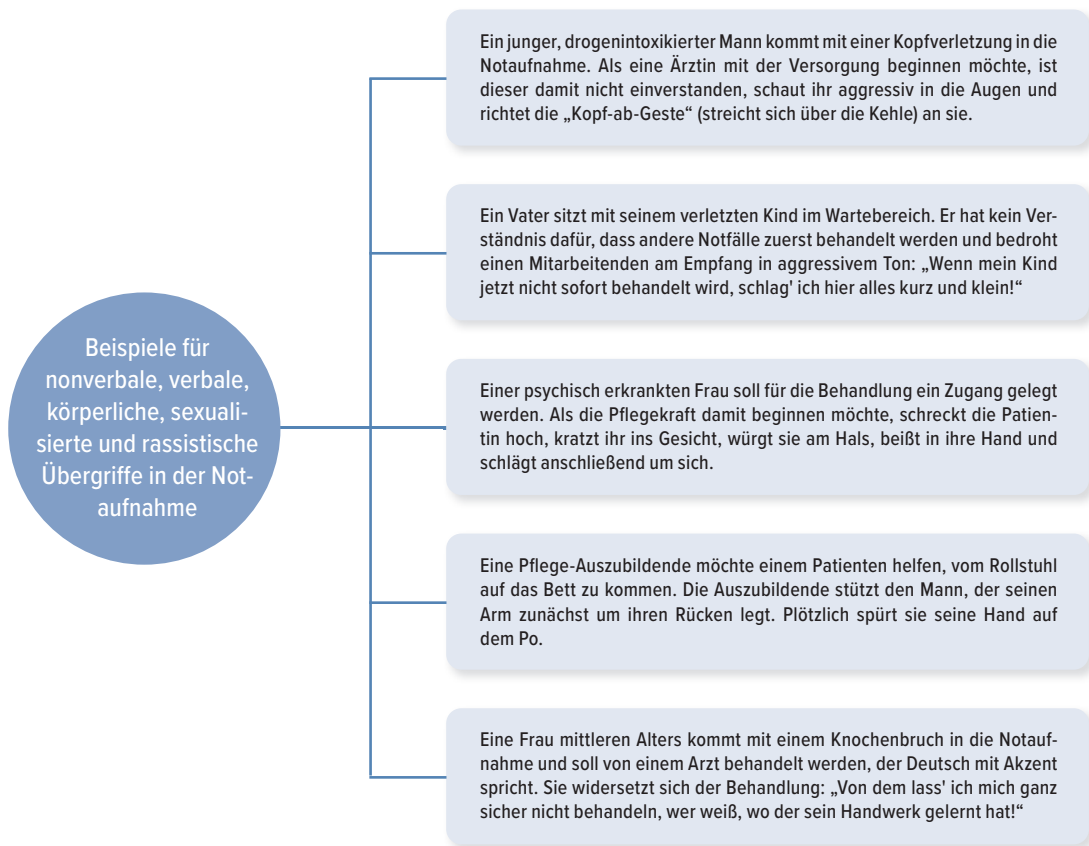 Ein junger, drogenintoxikierter Mann kommt mit einer Kopfverletzung in die
Notaufnahme. Als eine Ärztin mit der Versorgung beginnen möchte, ist
dieser damit nicht einverstanden, schaut ihr aggressiv in die Augen und
richtet die „Kopf-ab-Geste“ (streicht sich über die Kehle) an sie.
Ein Vater sitzt mit seinem verletzten Kind im Wartebereich. Er hat kein Ver-
ständnis dafür, dass andere Notfälle zuerst behandelt werden und bedroht
einen Mitarbeitenden am Empfang in aggressivem Ton: „Wenn mein Kind
jetzt nicht sofort behandelt wird, schlag' ich hier alles kurz und klein!“
Beispiele für
nonverbale, verbale,
körperliche, sexuali-
sierte und rassistische
Übergriffe in der Not-
aufnahme
Einer psychisch erkrankten Frau soll für die Behandlung ein Zugang gelegt
werden. Als die Pflegekraft damit beginnen möchte, schreckt die Patien-
tin hoch, kratzt ihr ins Gesicht, würgt sie am Hals, beißt in ihre Hand und
schlägt anschließend um sich.
Eine Pflege-Auszubildende möchte einem Patienten helfen, vom Rollstuhl
auf das Bett zu kommen. Die Auszubildende stützt den Mann, der seinen
Arm zunächst um ihren Rücken legt. Plötzlich spürt sie seine Hand auf
dem Po.
Eine Frau mittleren Alters kommt mit einem Knochenbruch in die Notauf-
nahme und soll von einem Arzt behandelt werden, der Deutsch mit Akzent
spricht. Sie widersetzt sich der Behandlung: „Von dem lass' ich mich ganz
sicher nicht behandeln, wer weiß, wo der sein Handwerk gelernt hat!“